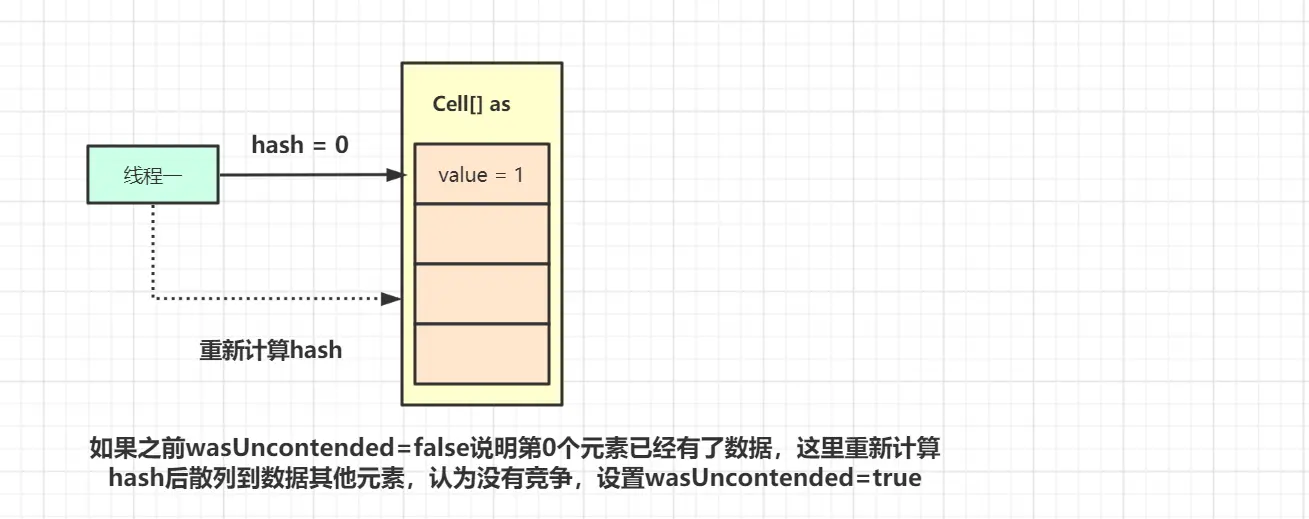 Cell[] as
hash = 0
线程一
value = 1
重新计算hash
如果之前wasUncontended=false说明第0个元素已经有了数据，这里重新计算
hash后散列到数据其他元素，认为没有竞争，设置wasUncontended=true